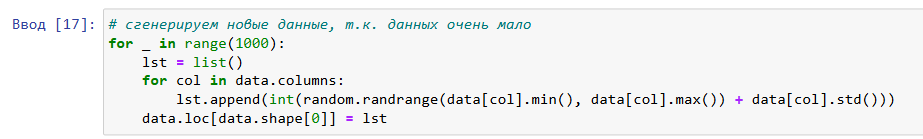 Ввод [17]: # сгенерируем новые данные, т.к. данных очень мало
for _ in range(1000):
    lst = list()
    for col in data.columns:
        lst.append(int(random.randrange(data[col].min(), data[col].max()) + data[col].std()))
    data.loc[data.shape[0]] = lst